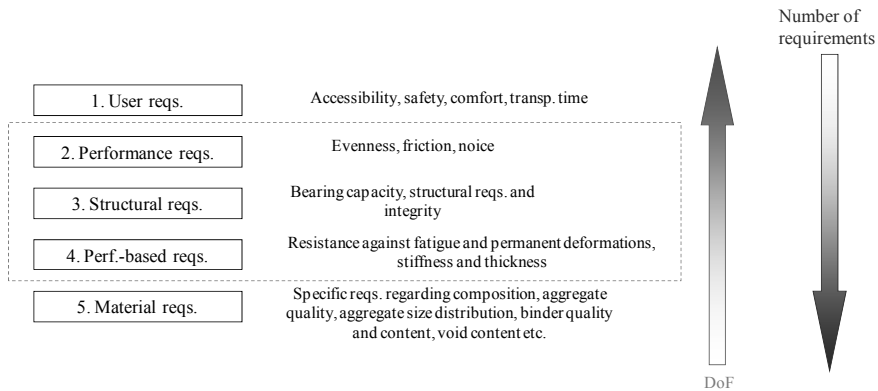 Number of
requirements
1. User reqs.
Accessibility, safety, comfort, transp. time
2. Performance reqs.
Evenness, friction, noice
3. Structural reqs.
Bearing capacity, structural reqs. and
integrity
4. Perf.-based reqs.
Resistance against fatigue and permanent deformations,
stiffness and thickness
5. Material reqs.
Specific reqs. regarding composition, aggregate
quality, aggregate size distribution, binder quality
and content, void content etc.
DoF